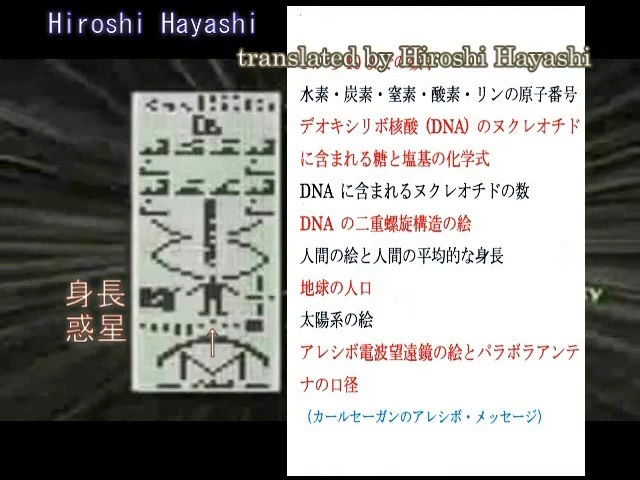 Hiroshi Hayashi
translated by Hiroshi Hayashi
水素・炭素・窒素・酸素・リンの原子番号
デオキシリボ核酸 (DNA) のヌクレオチド
に含まれる糖と塩基の化学式
DNA に含まれるヌクレオチドの数
DNA の二重螺旋構造の絵
人間の絵と人間の平均的な身長
地球の人口
太陽系の絵
アレシボ電波望遠鏡の絵とパラボラアンテ
ナの口径
(カールセーガンのアレシボ・メッセージ)
身長
惑星